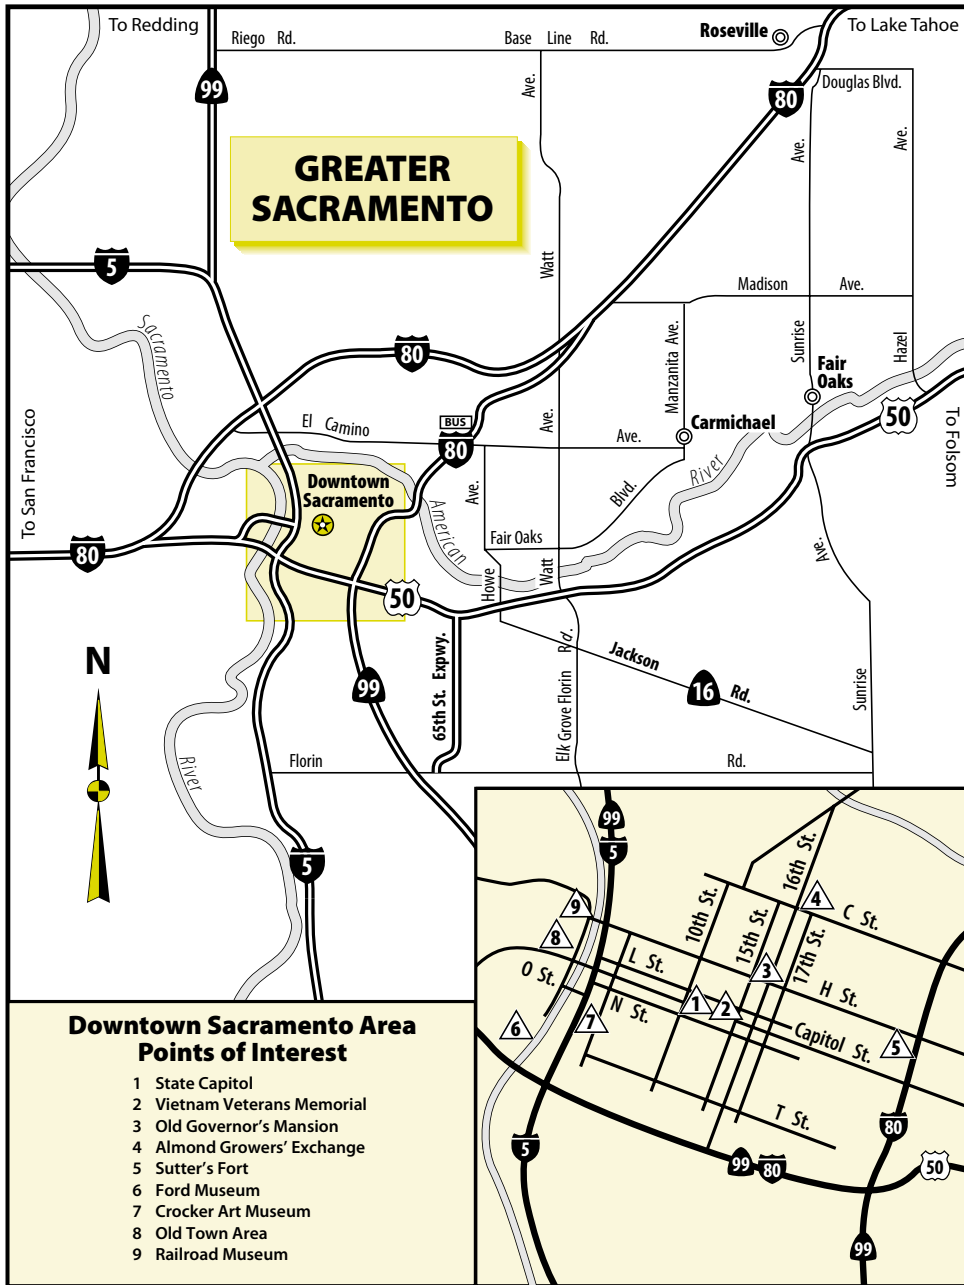 To Redding
Roseville
To Lake Tahoe
Riego Rd.
Base Line Rd.
99
80
Douglas Blvd.
Ave.
Ave.
Ave.
GREATER
SACRAMENTO
5
Watt
Madison Ave.
Sacramento
80
Manzanita Ave.
Sunrise
Hazel
Fair
Oaks
To San Francisco
El Camino
BUS
80
Ave.
Ave.
Carmichael
50
To Folsom
Downtown
Sacramento
American
Ave.
Blvd.
River
80
Fair Oaks
Howe
Watt
Ave.
50
N
99
65th St. Expwy.
Elk Grove Florin Rd.
Jackson Rd.
16
Sunrise
River
Florin Rd.
5
99
5
16th St.
10th St.
15th St.
17th St.
4
C St.
9
8
L St.
3
O St.
H St.
N St.
1
2
6
7
Capitol St.
5
T St.
5
80
99
80
50
99
Downtown Sacramento Area
Points of Interest
1 State Capitol
2 Vietnam Veterans Memorial
3 Old Governor's Mansion
4 Almond Growers' Exchange
5 Sutter's Fort
6 Ford Museum
7 Crocker Art Museum
8 Old Town Area
9 Railroad Museum